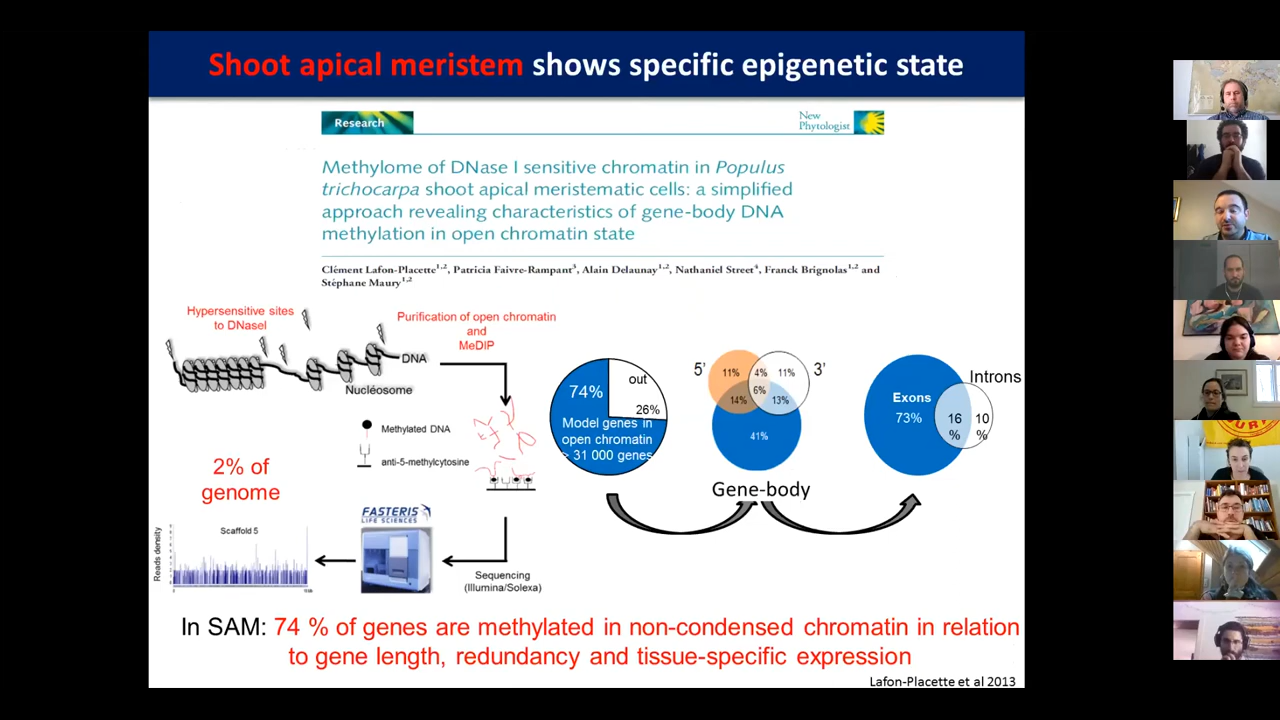 Shoot apical meristem shows specific epigenetic state
Research
New
Phytologist
Methylome of DNase I sensitive chromatin in Populus
trichocarpa shoot apical meristematic cells: a simplified
approach revealing characteristics of gene-body DNA
methylation in open chromatin state
Clément Lafon-Placette1,2, Patricia Faivre-Rampant3, Alain Delaunay1,2, Nathaniel Street4, Franck Brignolas1,2 and
Stéphane Maury1,2
Hypersensitive sites
to DNaseI
Purification of open chromatin
and
MeDIP
DNA
Nucléosome
Methylated DNA
anti-5-methylcytosine
2% of
genome
FASTERIS
LIFE SCIENCES
Scaffold 5
Reads density
Sequencing
(Illumina/Solexa)
74%
out
26%
Model genes in
open chromatin
> 31 000 genes
5’
3’
11%
4%
11%
6%
14%
13%
41%
Gene-body
Exons
73%
Introns
16
%
10
%
In SAM: 74 % of genes are methylated in non-condensed chromatin in relation
to gene length, redundancy and tissue-specific expression
Lafon-Placette et al 2013